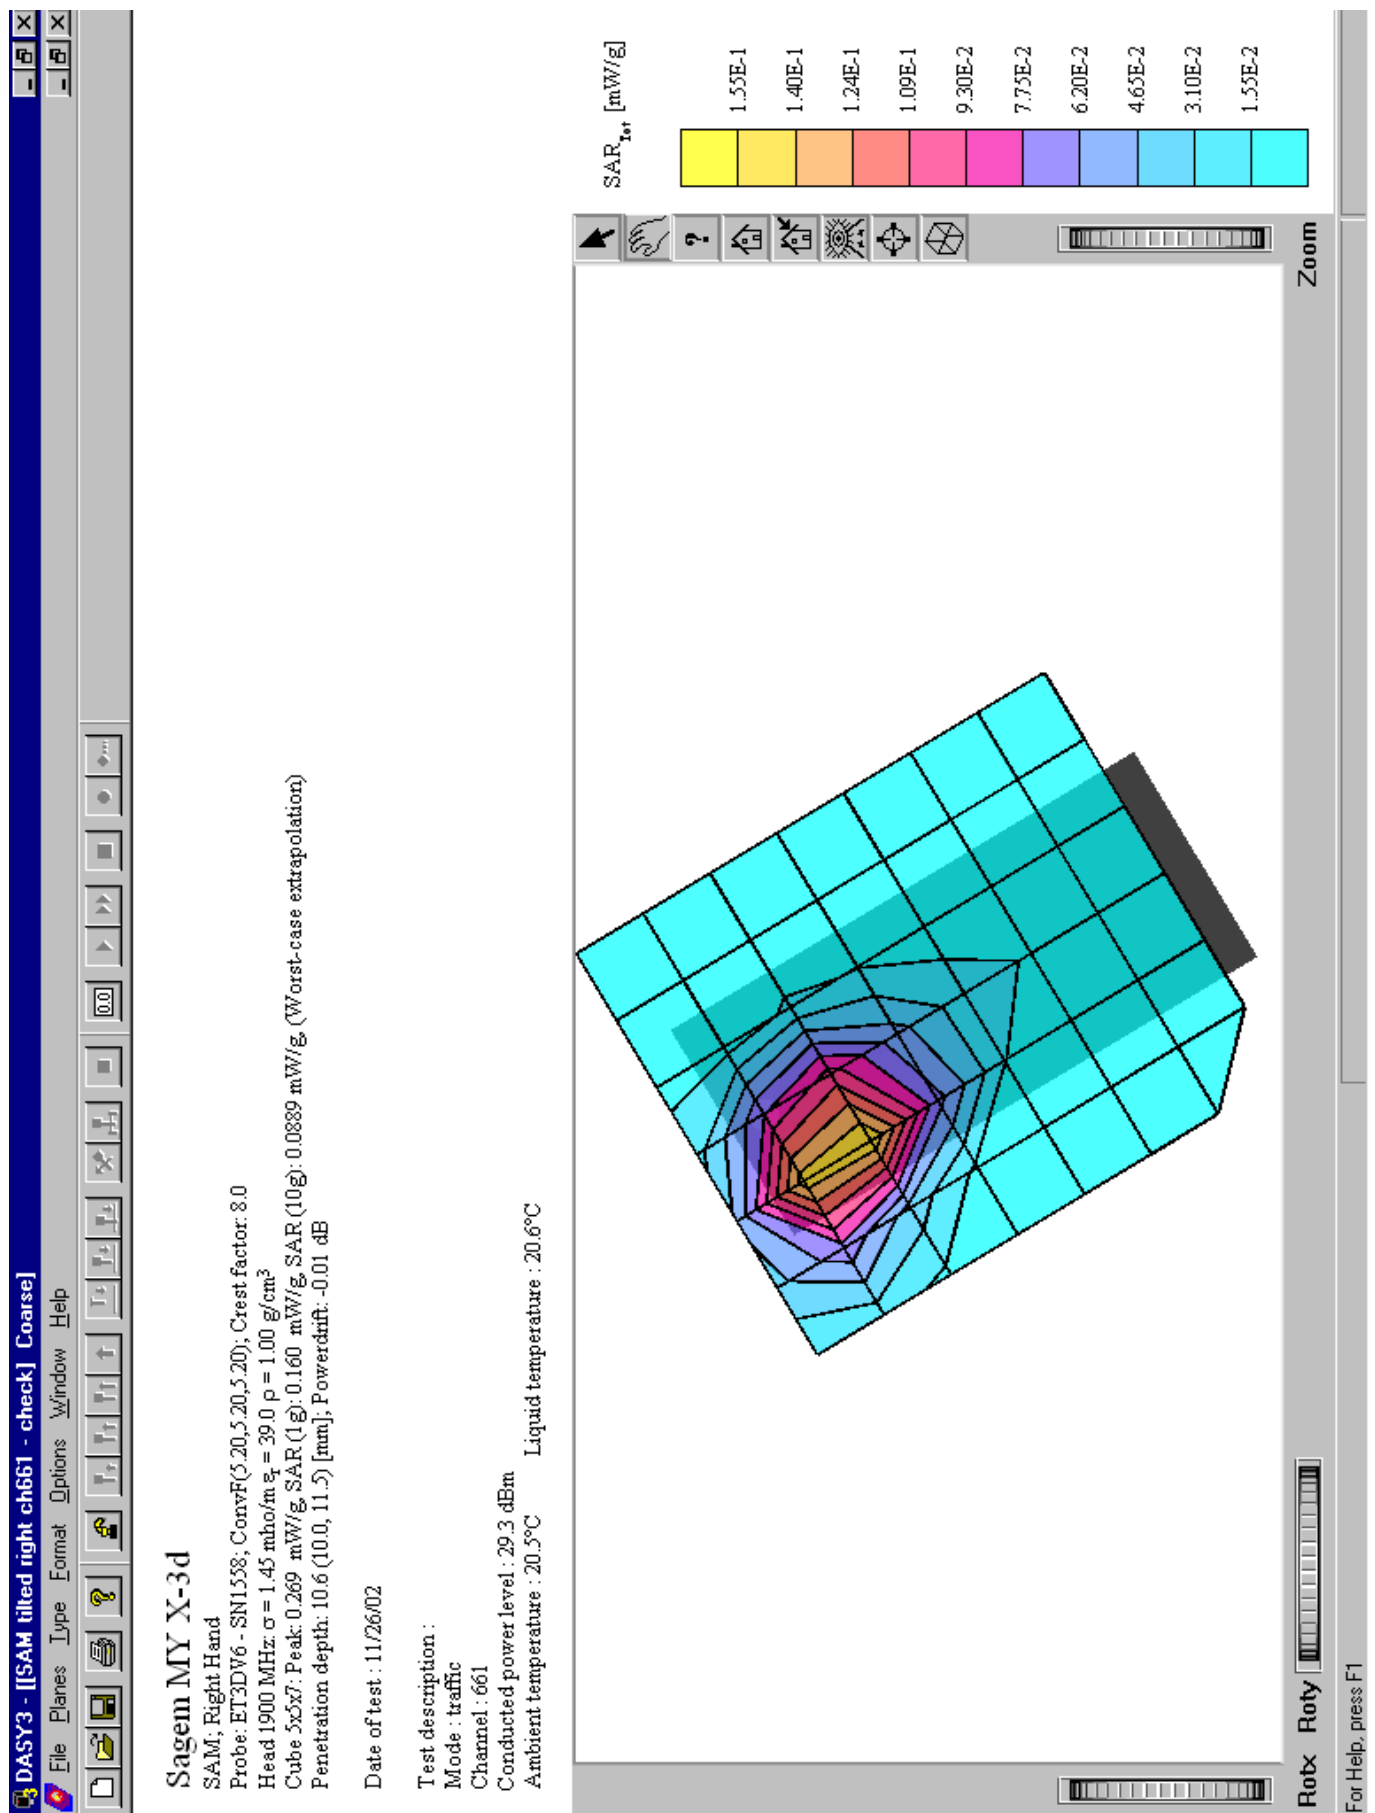 DASY3 - [[SAM tilted right ch661 - check] Coarse]
File Planes Type Format Options Window Help
Sagem MY X-3d
SAM; Right Hand
Probe: ET3DV6 - SN1558; ConvF(5.20,5.20,5.20); Crest factor: 8.0
Head 1900 MHz: σ = 1.45 mho/m εr = 39.0 ρ = 1.00 g/cm³
Cube 5x5x7: Peak: 0.269 mW/g, SAR (1g): 0.160 mW/g, SAR (10g): 0.0889 mW/g, (Worst-case extrapolation)
Penetration depth: 10.6 (10.0, 11.5) [mm]; Powerdrift: -0.01 dB
Date of test : 11/26/02
Test description :
Mode : traffic
Channel : 661
Conducted power level : 29.3 dBm
Ambient temperature : 20.5°C Liquid temperature : 20.6°C
SARTot [mW/g]
1.55E-1
1.40E-1
1.24E-1
1.09E-1
9.30E-2
7.75E-2
6.20E-2
4.65E-2
3.10E-2
1.55E-2
Rotx Roty Zoom
For Help, press F1